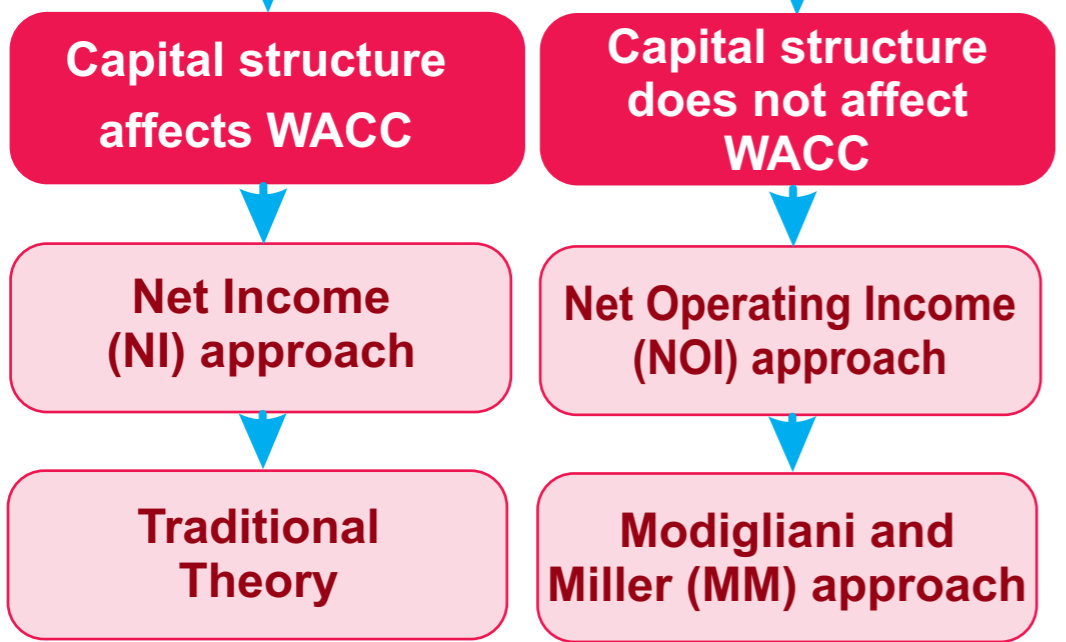 Capital structure
affects WACC
Capital structure
does not affect
WACC
Net Income
(NI) approach
Net Operating Income
(NOI) approach
Traditional
Theory
Modigliani and
Miller (MM) approach